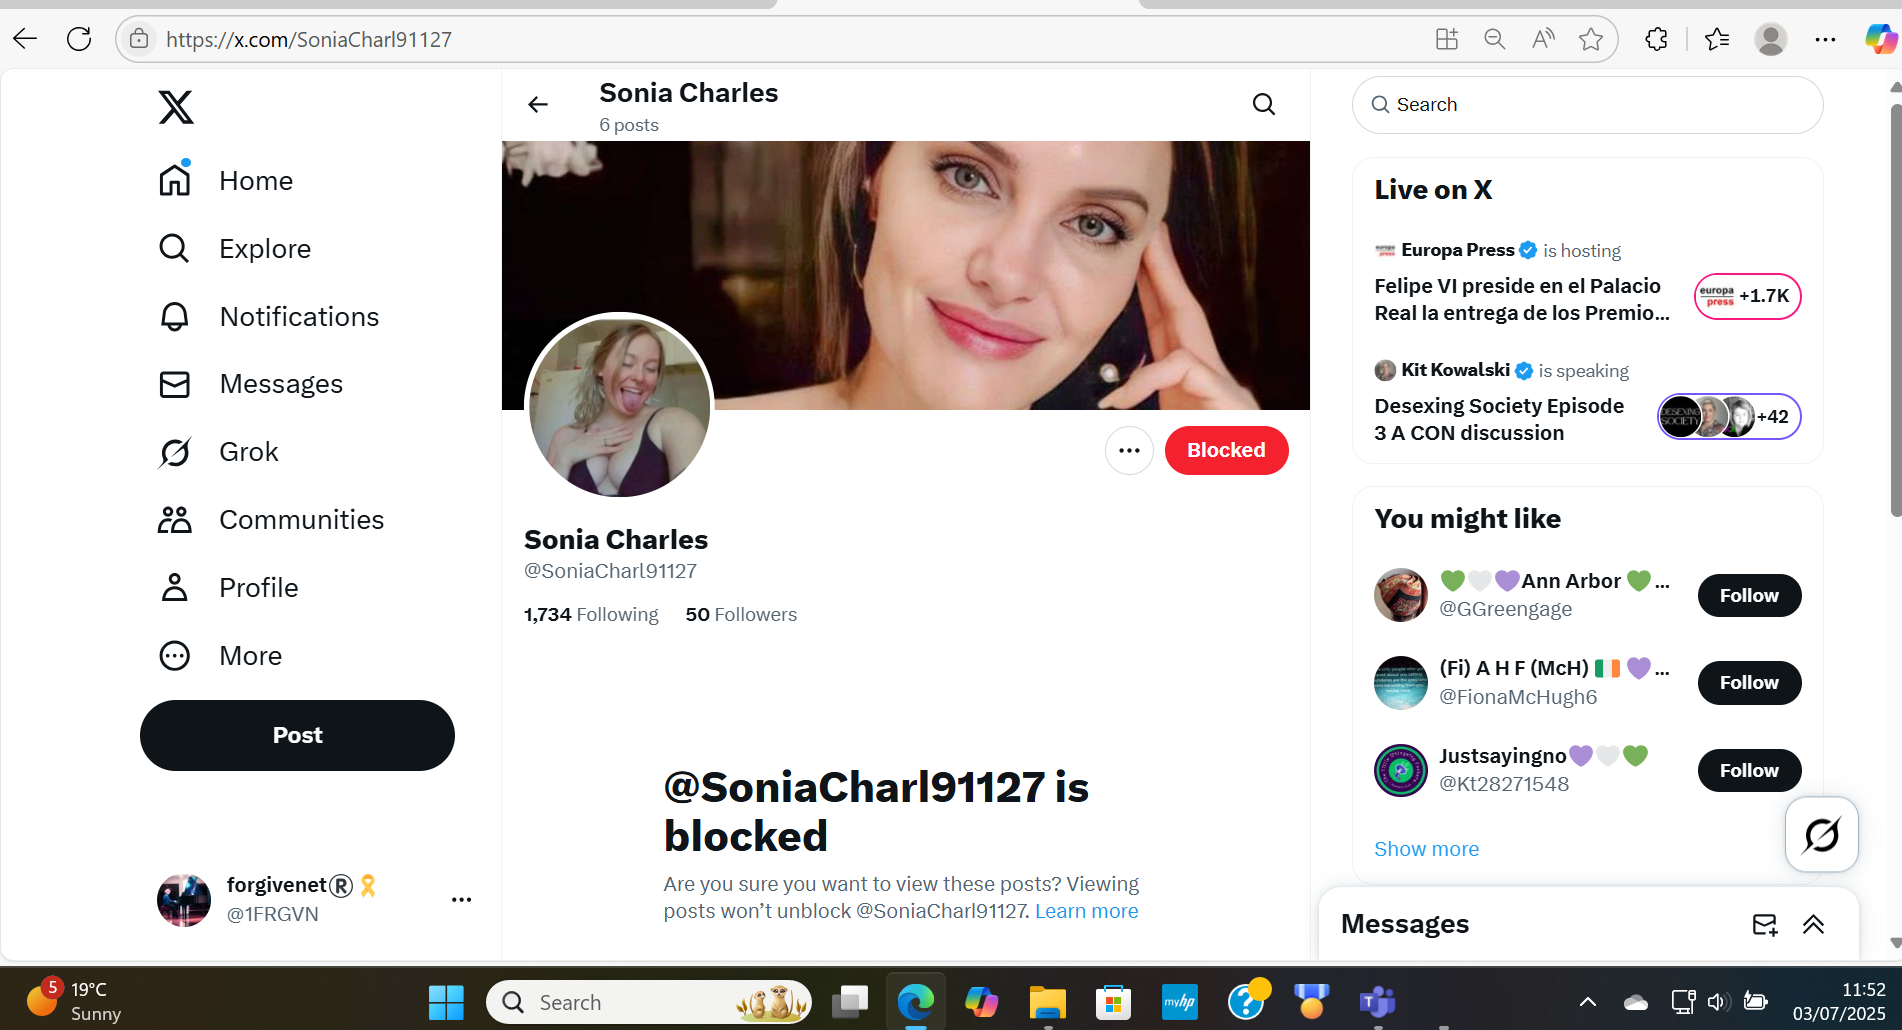 https://x.com/SoniaCharl91127
Home
Explore
Notifications
Messages
Grok
Communities
Profile
More
Post
forgivenet®🎗️
@1FRGVN
Sonia Charles
6 posts
Blocked
Sonia Charles
@SoniaCharl91127
1,734 Following 50 Followers
@SoniaCharl91127 is
blocked
Are you sure you want to view these posts? Viewing
posts won’t unblock @SoniaCharl91127. Learn more
Search
Live on X
Europa Press is hosting
Felipe VI preside en el Palacio
Real la entrega de los Premio...
europa
press
+1.7K
Kit Kowalski is speaking
Desexing Society Episode
3 A CON discussion
DESEXING
SOCIETY
+42
You might like
💚🤍💜Ann Arbor 💚...
@GGreengage
Follow
(Fi) A H F (McH) 🇮🇪 💜...
@FionaMcHugh6
Follow
Justsayingno💜🤍💚
@Kt28271548
Follow
Show more
Messages
5
19°C
Sunny
Search
myhp
11:52
03/07/2025